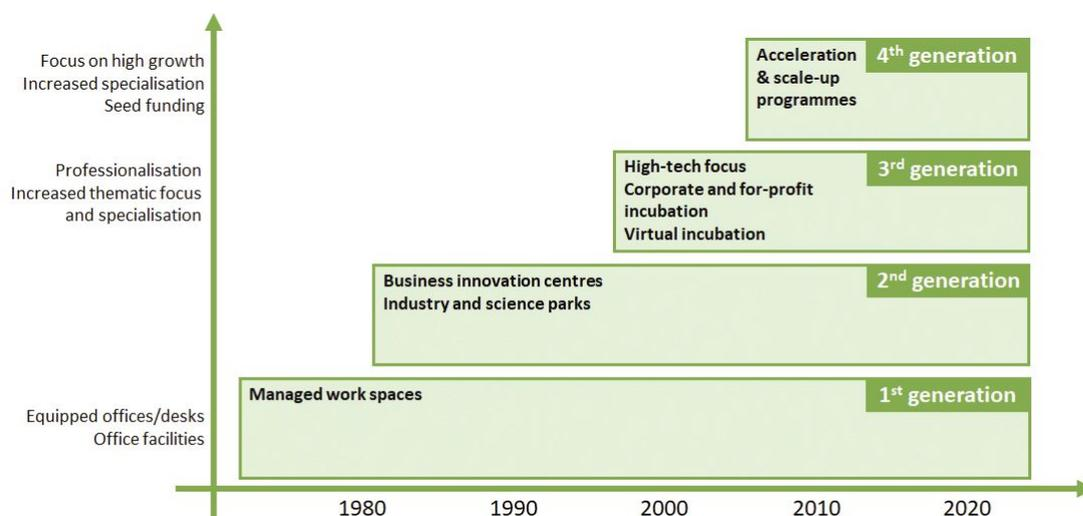 Focus on high growth
Increased specialisation
Seed funding
Acceleration
& scale-up
programmes
4th generation
Professionalisation
Increased thematic focus
and specialisation
High-tech focus
Corporate and for-profit
incubation
Virtual incubation
3rd generation
Business innovation centres
Industry and science parks
2nd generation
Equipped offices/desks
Office facilities
Managed work spaces
1st generation
1980 1990 2000 2010 2020